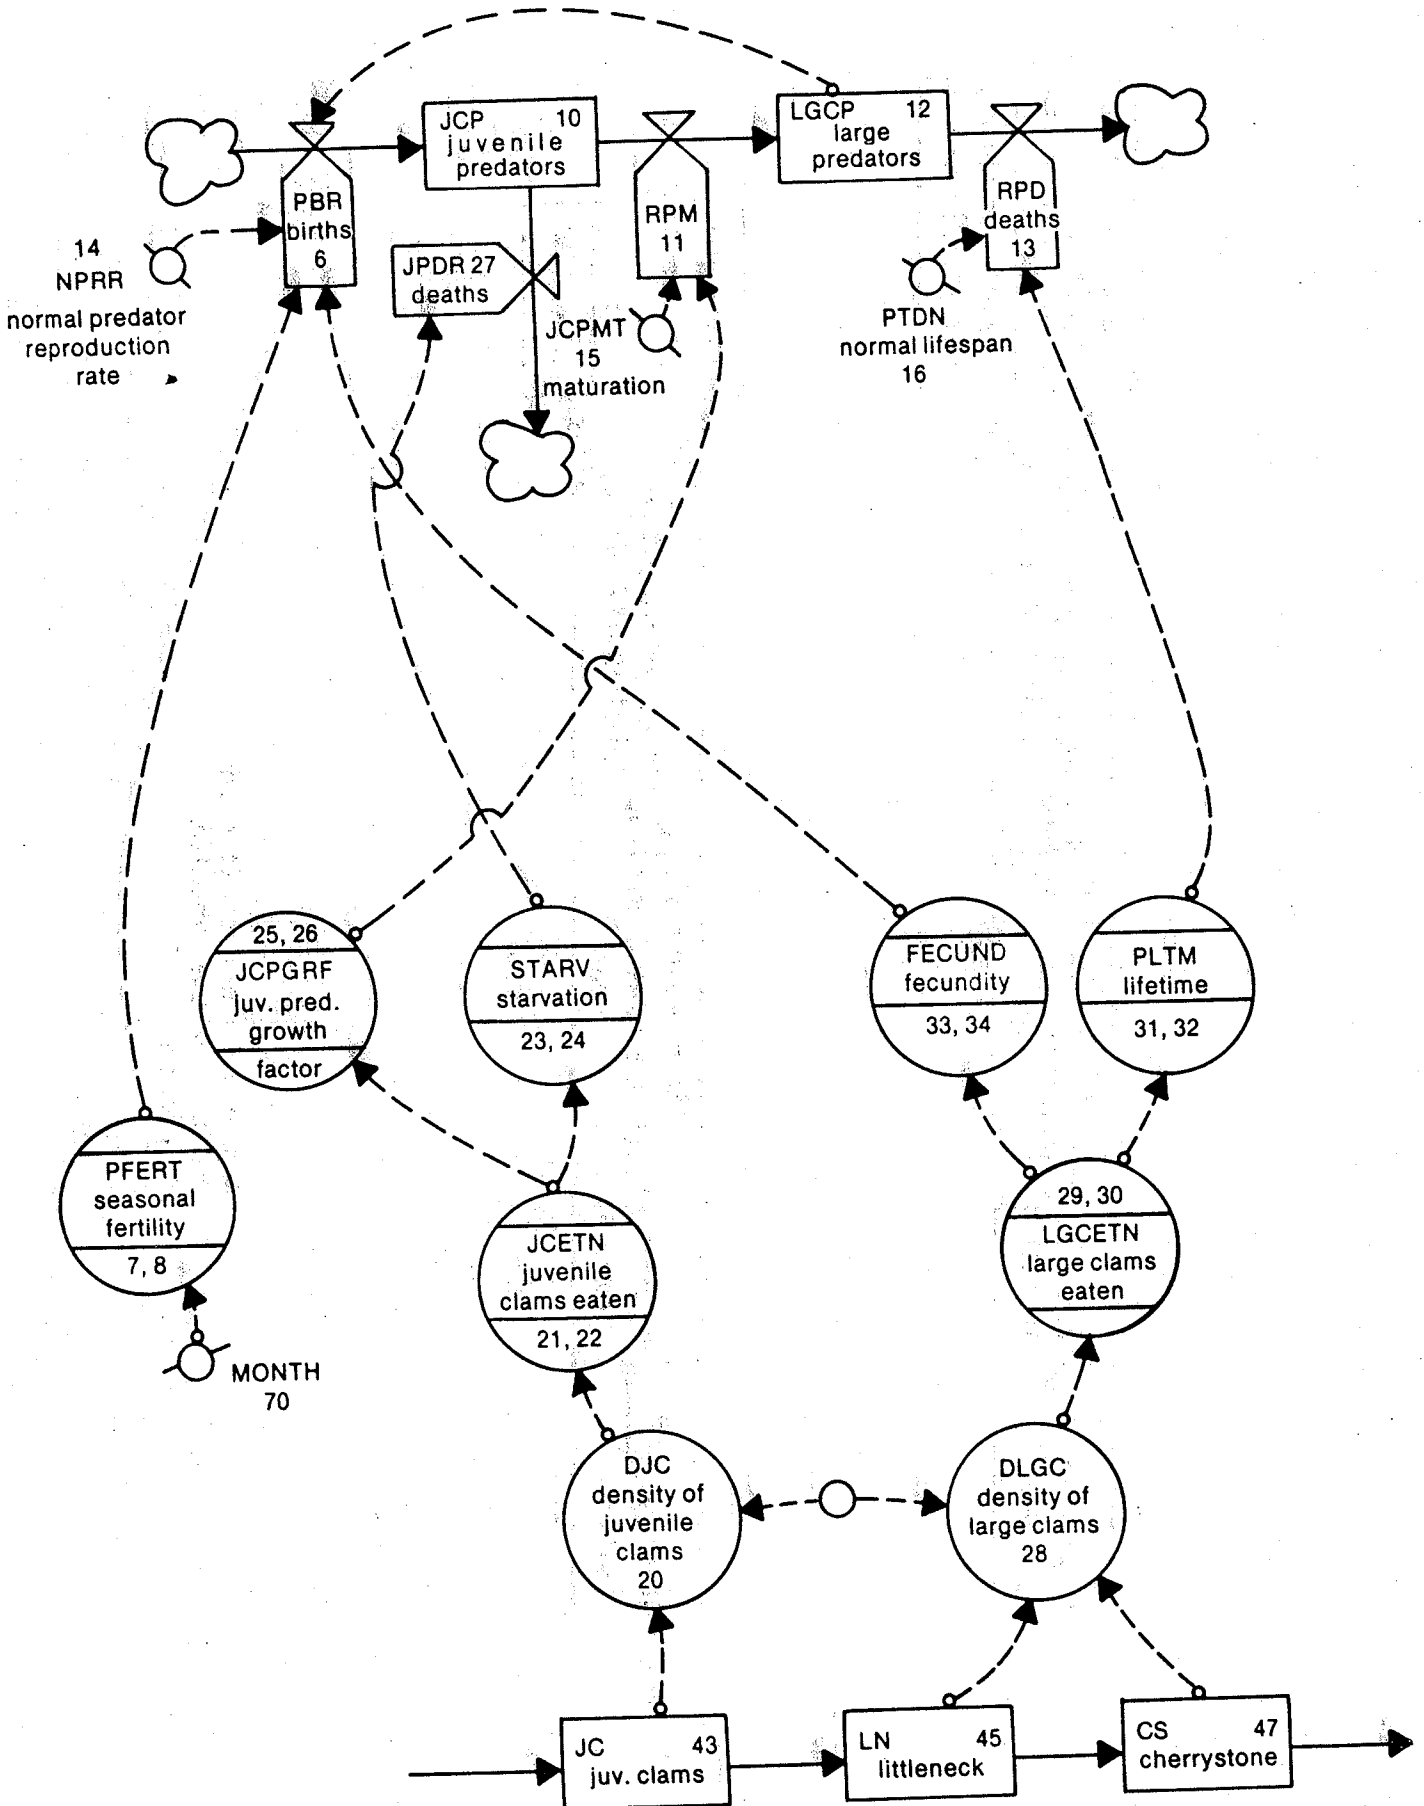 JCP 10
juvenile
predators
LGCP 12
large
predators
PBR
births
6
RPM
11
RPD
deaths
13
14
NPRR
normal predator
reproduction
rate
JPDR 27
deaths
JCPMT
15
maturation
PTDN
normal lifespan
16
25, 26
JCPGRF
juv. pred.
growth
factor
STARV
starvation
23, 24
FECUND
fecundity
33, 34
PLTM
lifetime
31, 32
PFERT
seasonal
fertility
7, 8
MONTH
70
JCETN
juvenile
clams eaten
21, 22
29, 30
LGCETN
large clams
eaten
DJC
density of
juvenile
clams
20
DLGC
density of
large clams
28
JC 43
juv. clams
LN 45
littleneck
CS 47
cherrystone